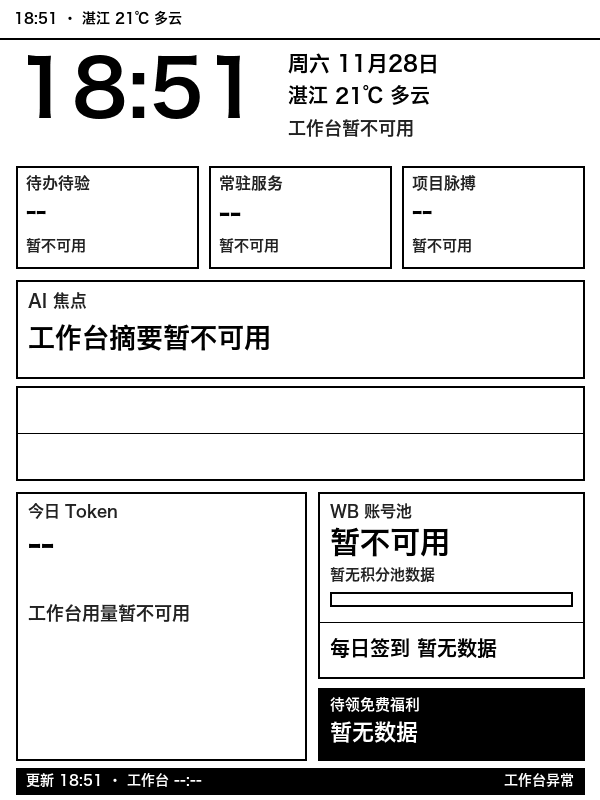 18:51 · 湛江 21℃ 多云
18:51
周六 11月28日
湛江 21℃ 多云
工作台暂不可用
待办待验
--
暂不可用
常驻服务
--
暂不可用
项目脉搏
--
暂不可用
AI 焦点
工作台摘要暂不可用
今日 Token
--
工作台用量暂不可用
WB 账号池
暂不可用
暂无积分池数据
每日签到 暂无数据
待领免费福利
暂无数据
更新 18:51 · 工作台 --:--
工作台异常